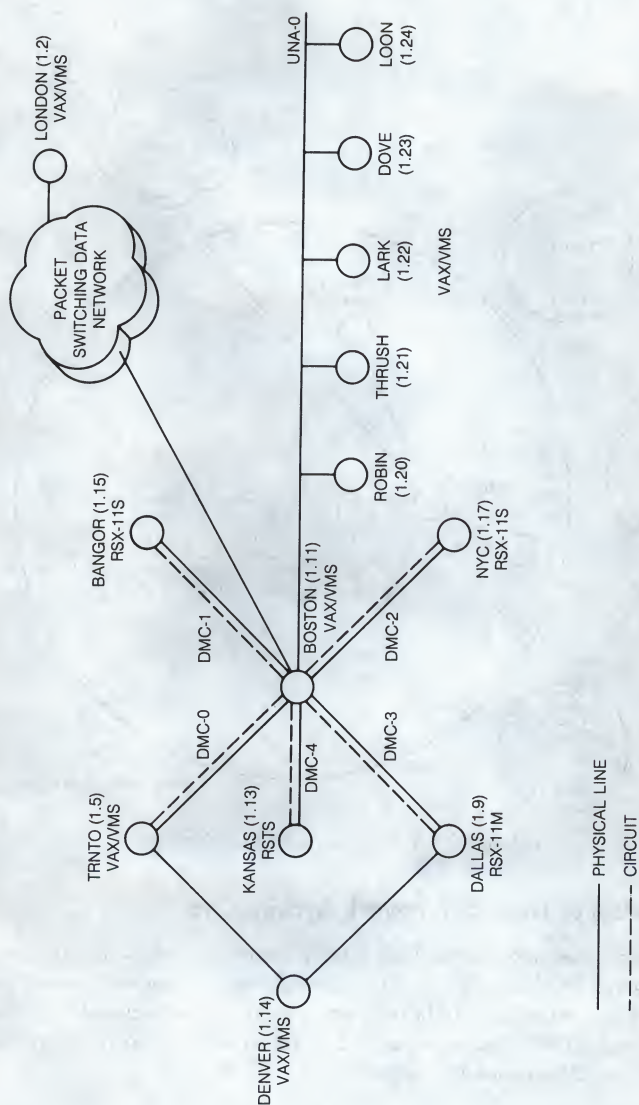 LONDON (1.2)
VAX/VMS
PACKET
SWITCHING DATA
NETWORK
BANGOR (1.15)
RSX-11S
UNA-0
TRNTO (1.5)
VAX/VMS
DMC-0
DMC-1
BOSTON (1.11)
VAX/VMS
ROBIN
(1.20)
THRUSH
(1.21)
LARK
(1.22)
DOVE
(1.23)
LOON
(1.24)
VAX/VMS
DENVER (1.14)
VAX/VMS
KANSAS (1.13)
RSTS
DMC-4
DMC-3
DMC-2
DALLAS (1.9)
RSX-11M
NYC (1.17)
RSX-11S
PHYSICAL LINE
CIRCUIT